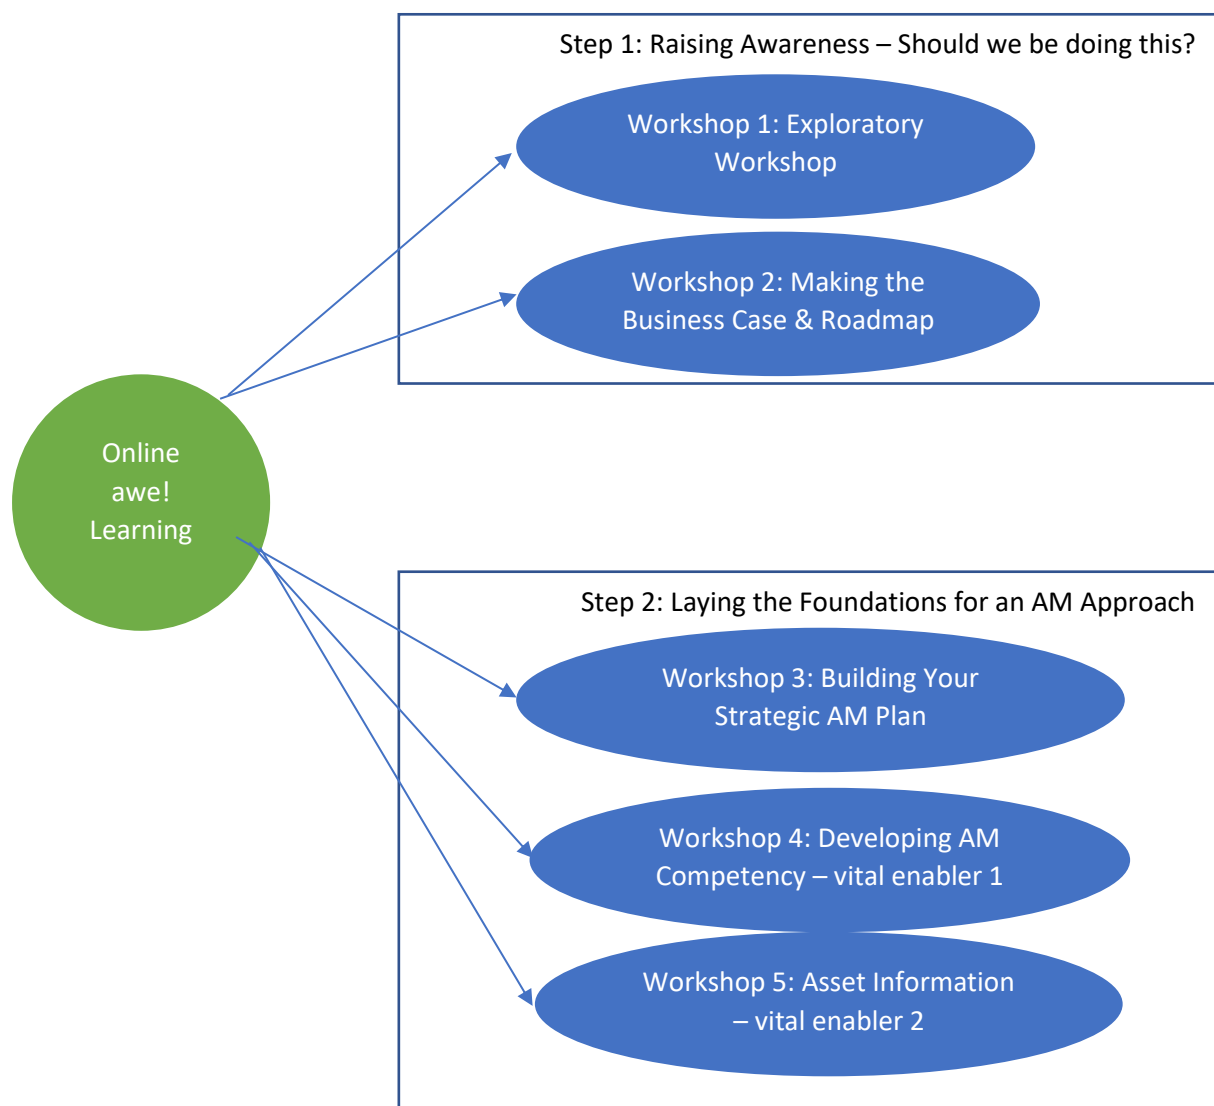 Step 1: Raising Awareness – Should we be doing this?
Workshop 1: Exploratory
Workshop
Workshop 2: Making the
Business Case & Roadmap
Online
awe!
Learning
Step 2: Laying the Foundations for an AM Approach
Workshop 3: Building Your
Strategic AM Plan
Workshop 4: Developing AM
Competency – vital enabler 1
Workshop 5: Asset Information
– vital enabler 2